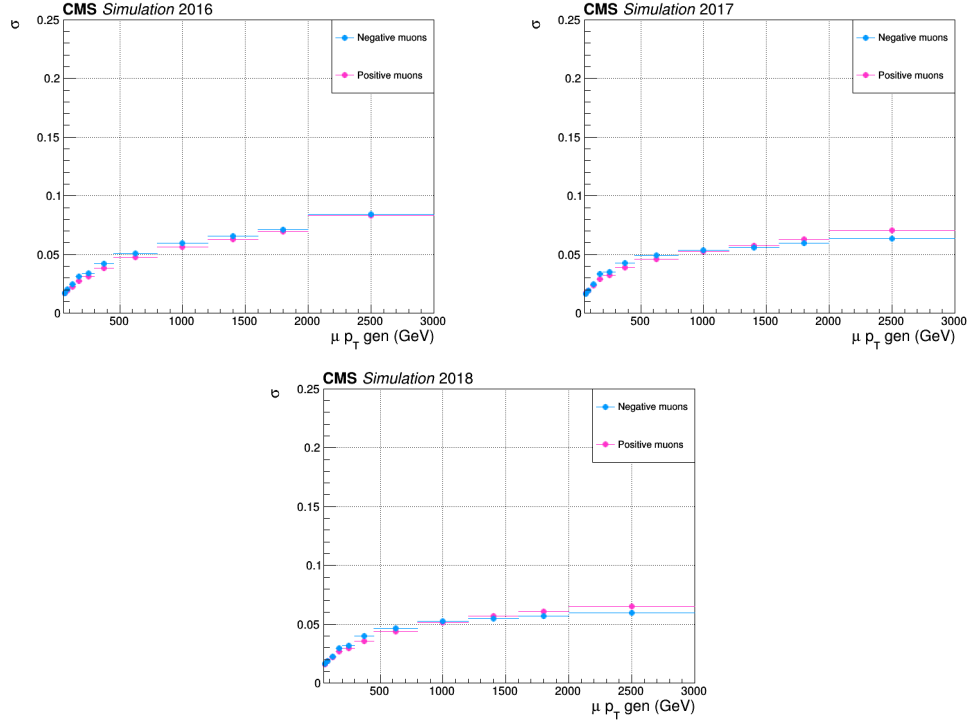 CMS Simulation 2016
σ
0.25
0.2
0.15
0.1
0.05
0
500 1000 1500 2000 2500 3000
μ p_T gen (GeV)
Negative muons
Positive muons
CMS Simulation 2017
σ
0.25
0.2
0.15
0.1
0.05
0
500 1000 1500 2000 2500 3000
μ p_T gen (GeV)
Negative muons
Positive muons
CMS Simulation 2018
σ
0.25
0.2
0.15
0.1
0.05
0
500 1000 1500 2000 2500 3000
μ p_T gen (GeV)
Negative muons
Positive muons